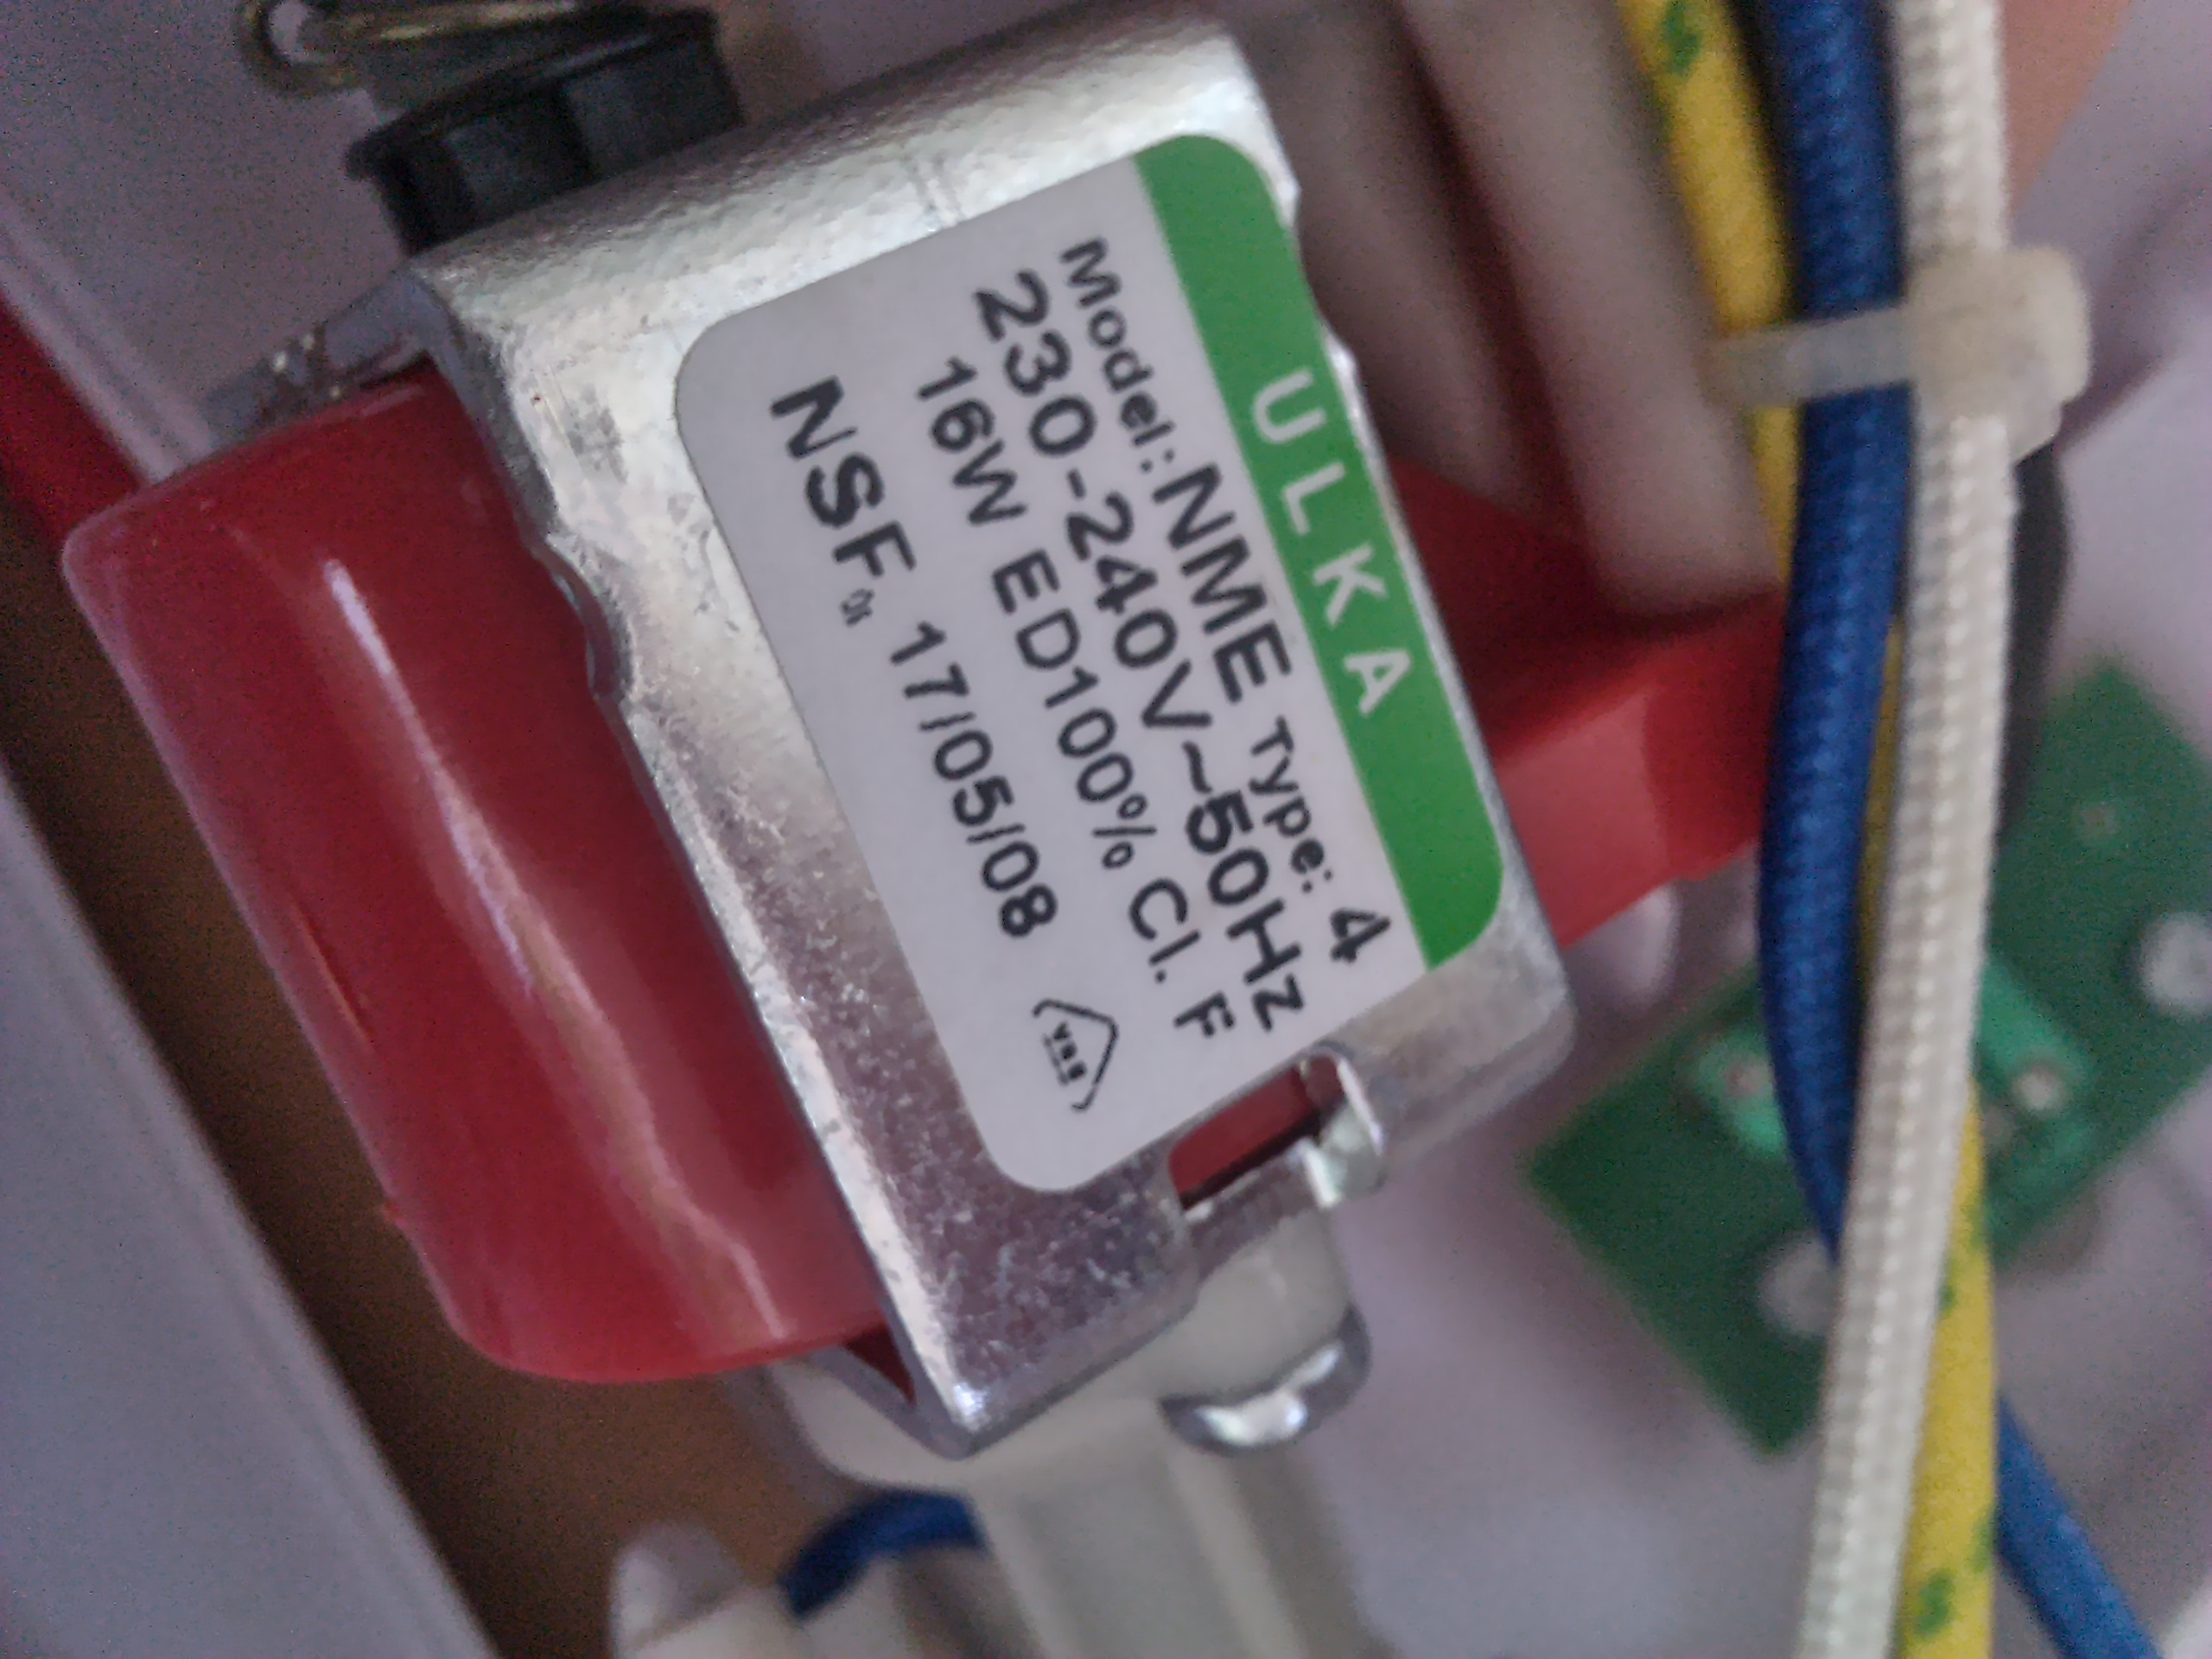 ULKA
Model: NME Type: 4
230-240V~50Hz
16W ED100% Cl. F
NSF 17/05/08